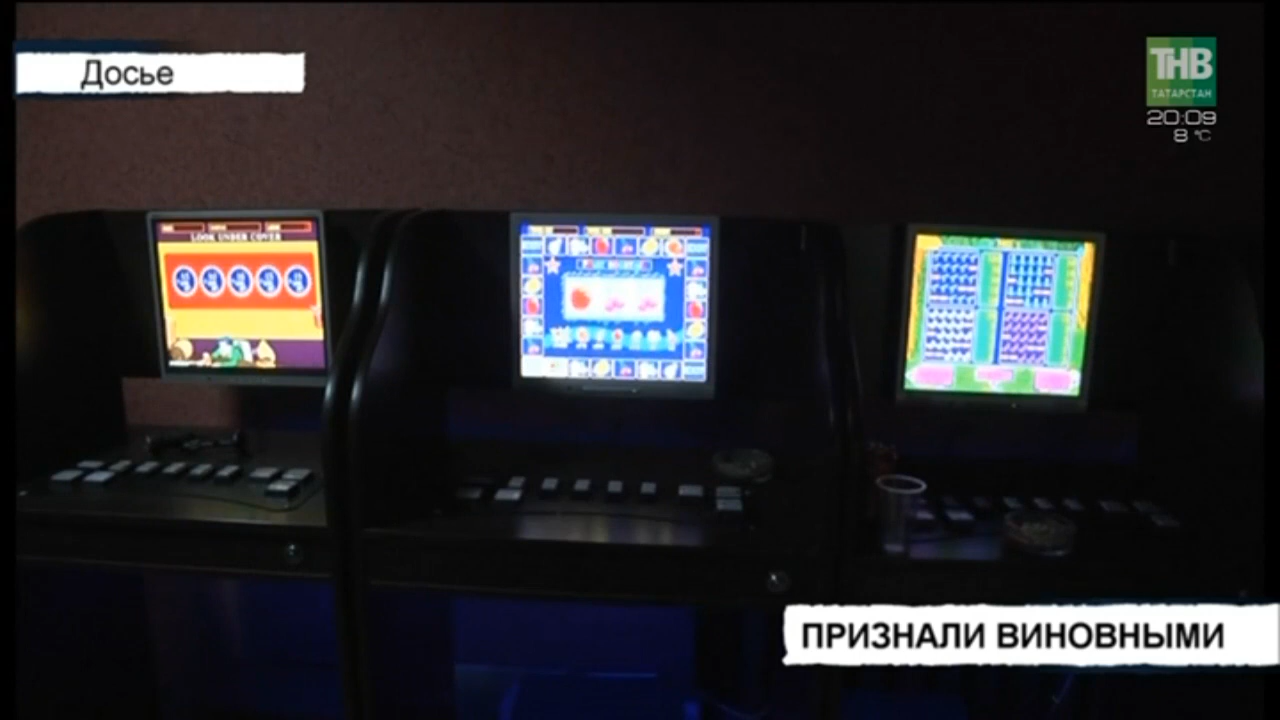 Досье
ТНВ
ТАТАРСТАН
20:09
8 °C
LOOK UNDER COVER
ПРИЗНАЛИ ВИНОВНЫМИ